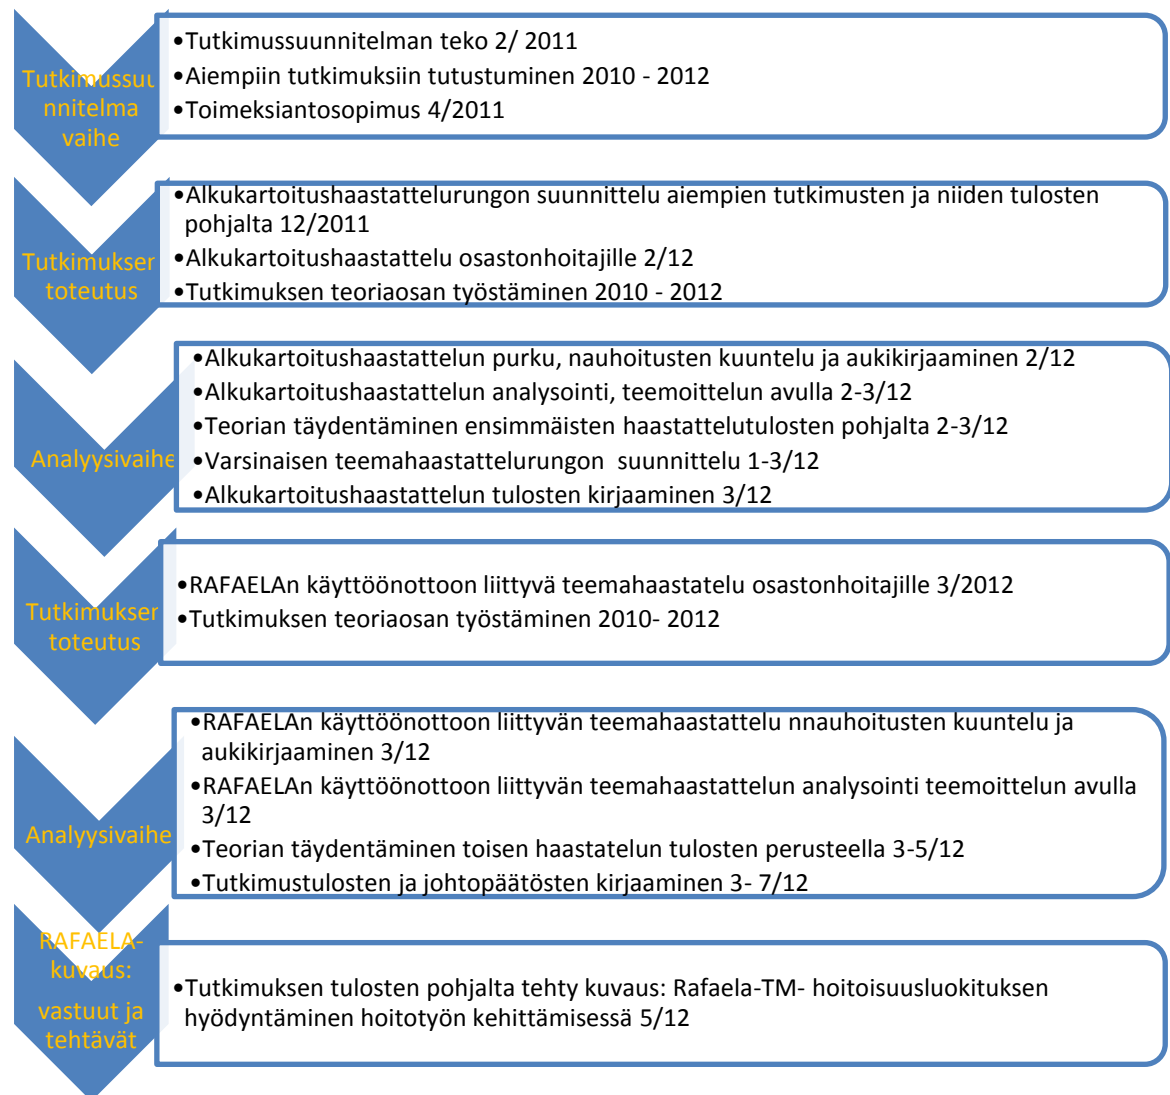 Tutkimussuu
nnitelma
vaihe
•Tutkimussuunnitelman teko 2/ 2011
•Aiempiin tutkimuksiin tutustuminen 2010 - 2012
•Toimeksiantosopimus 4/2011
Tutkimuksen
toteutus
•Alkukartoitushaastattelurungon suunnittelu aiempien tutkimusten ja niiden tulosten
pohjalta 12/2011
•Alkukartoitushaastattelu osastonhoitajille 2/12
•Tutkimuksen teoriaosan työstäminen 2010 - 2012
Analyysivaihe
•Alkukartoitushaastattelun purku, nauhoitusten kuuntelu ja aukikirjaaminen 2/12
•Alkukartoitushaastattelun analysointi, teemoittelun avulla 2-3/12
•Teorian täydentäminen ensimmäisten haastattelutulosten pohjalta 2-3/12
•Varsinaisen teemahaastattelurungon suunnittelu 1-3/12
•Alkukartoitushaastattelun tulosten kirjaaminen 3/12
Tutkimuksen
toteutus
•RAFAELAn käyttöönottoon liittyvä teemahaastatelu osastonhoitajille 3/2012
•Tutkimuksen teoriaosan työstäminen 2010- 2012
Analyysivaihe
•RAFAELAn käyttöönottoon liittyvän teemahaastattelu nnauhoitusten kuuntelu ja
aukikirjaaminen 3/12
•RAFAELAn käyttöönottoon liittyvän teemahaastattelun analysointi teemoittelun avulla
3/12
•Teorian täydentäminen toisen haastatelun tulosten perusteella 3-5/12
•Tutkimustulosten ja johtopäätösten kirjaaminen 3- 7/12
RAFAELA-
kuvaus:
vastuut ja
tehtävät
•Tutkimuksen tulosten pohjalta tehty kuvaus: Rafaela-TM- hoitoisuusluokituksen
hyödyntäminen hoitotyön kehittämisessä 5/12